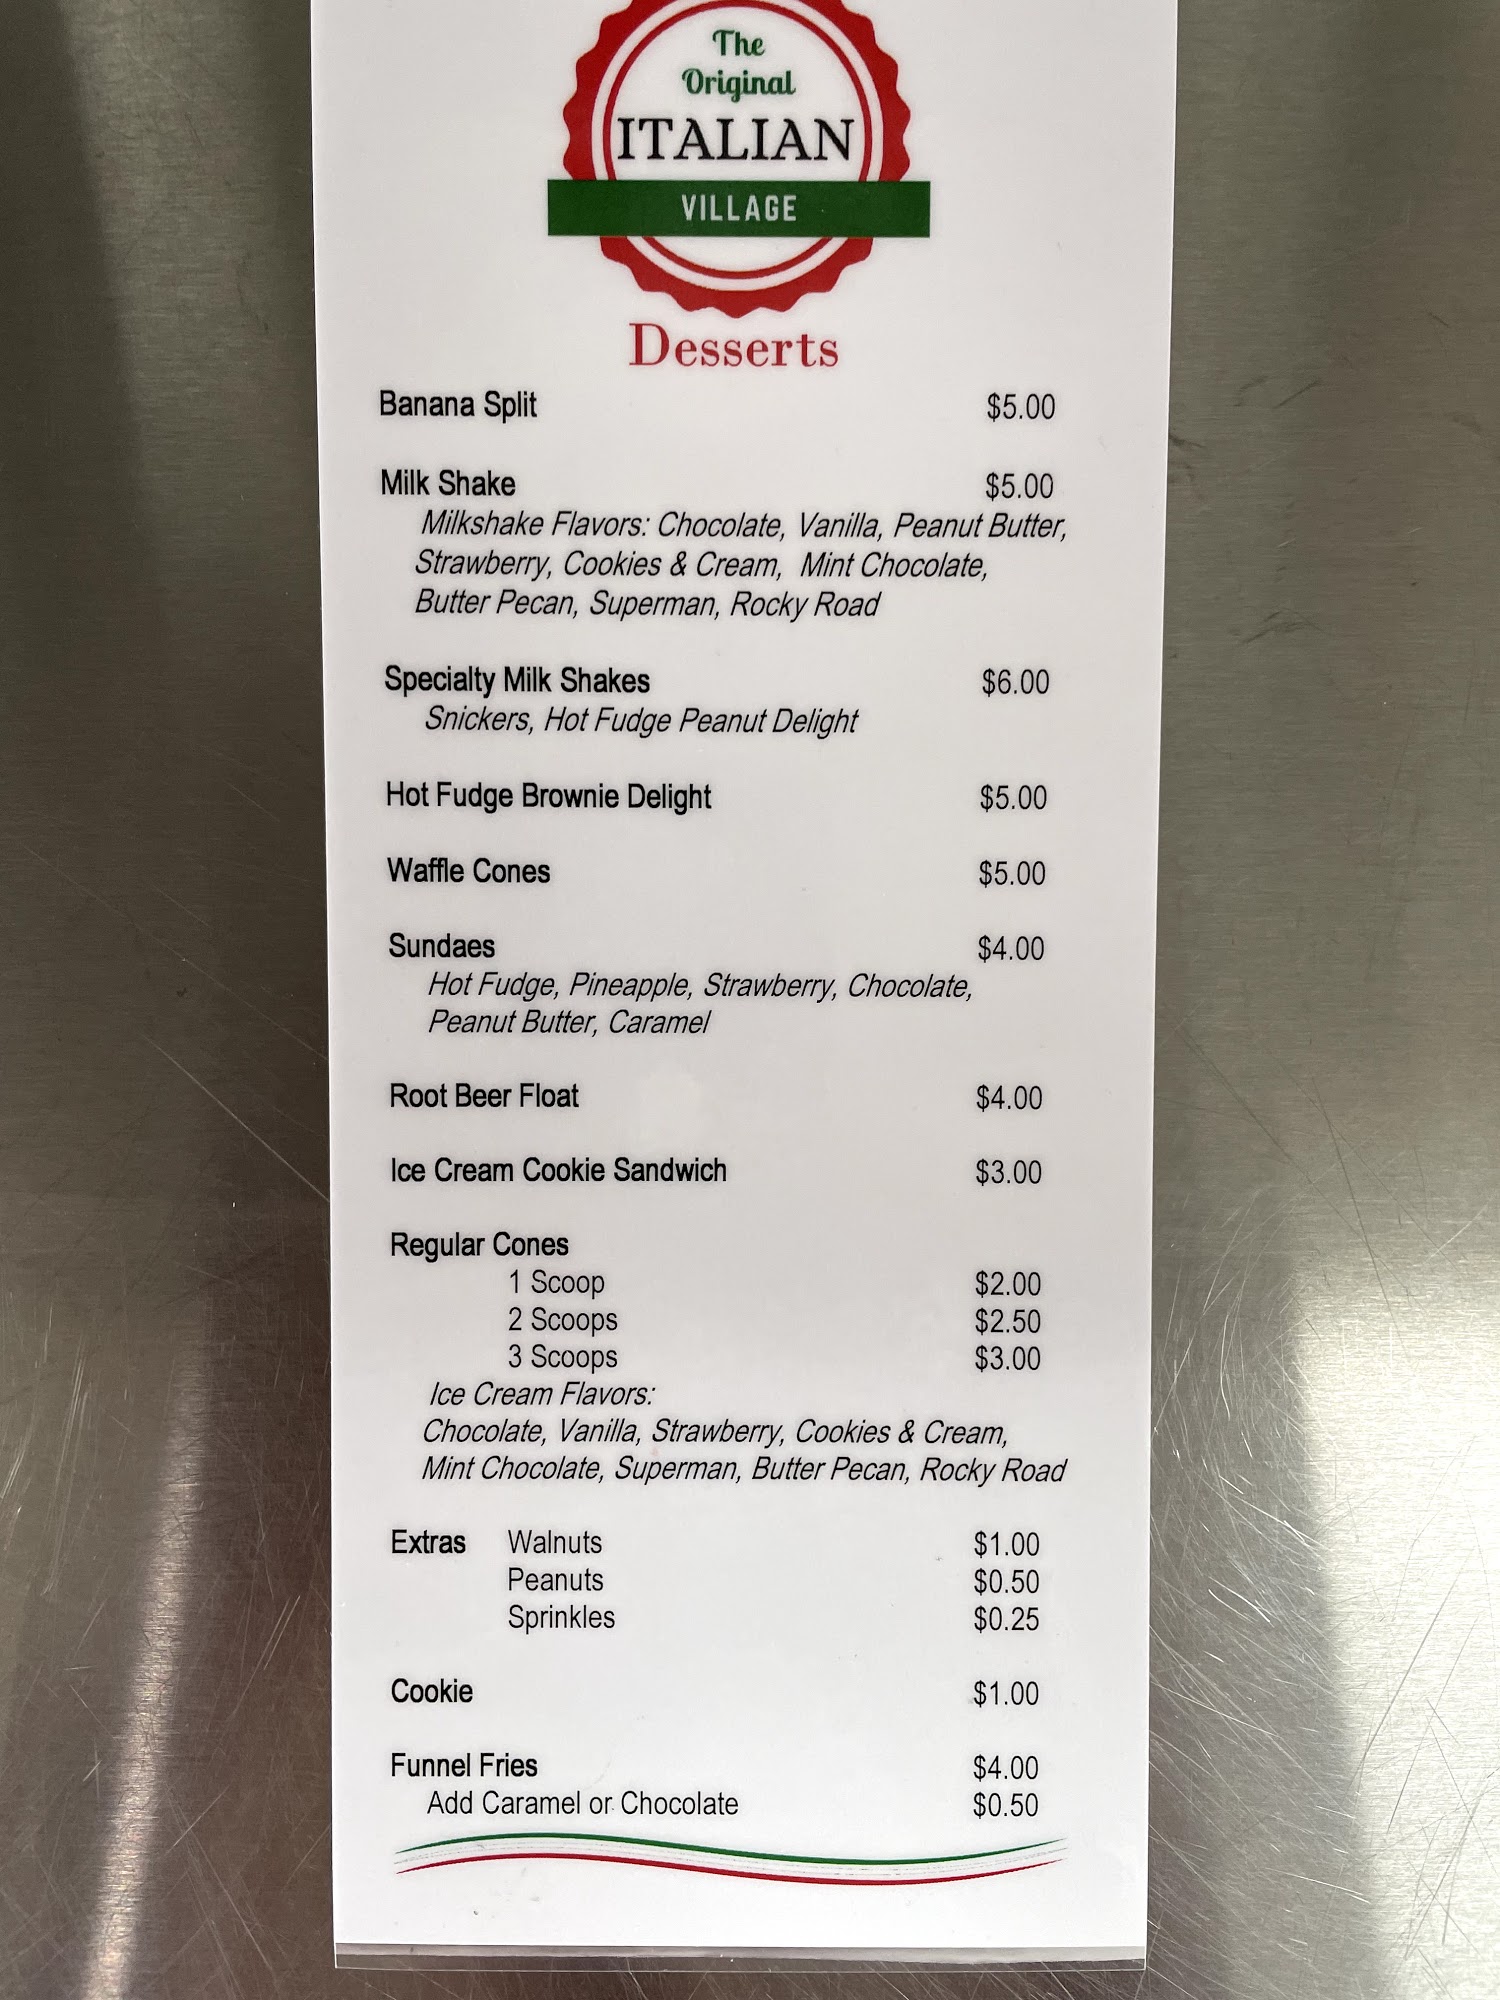 The
Original
ITALIAN
VILLAGE
Desserts
Banana Split $5.00
Milk Shake $5.00
Milkshake Flavors: Chocolate, Vanilla, Peanut Butter,
Strawberry, Cookies & Cream, Mint Chocolate,
Butter Pecan, Superman, Rocky Road
Specialty Milk Shakes $6.00
Snickers, Hot Fudge Peanut Delight
Hot Fudge Brownie Delight $5.00
Waffle Cones $5.00
Sundaes $4.00
Hot Fudge, Pineapple, Strawberry, Chocolate,
Peanut Butter, Caramel
Root Beer Float $4.00
Ice Cream Cookie Sandwich $3.00
Regular Cones
1 Scoop $2.00
2 Scoops $2.50
3 Scoops $3.00
Ice Cream Flavors:
Chocolate, Vanilla, Strawberry, Cookies & Cream,
Mint Chocolate, Superman, Butter Pecan, Rocky Road
Extras Walnuts $1.00
Peanuts $0.50
Sprinkles $0.25
Cookie $1.00
Funnel Fries $4.00
Add Caramel or Chocolate $0.50